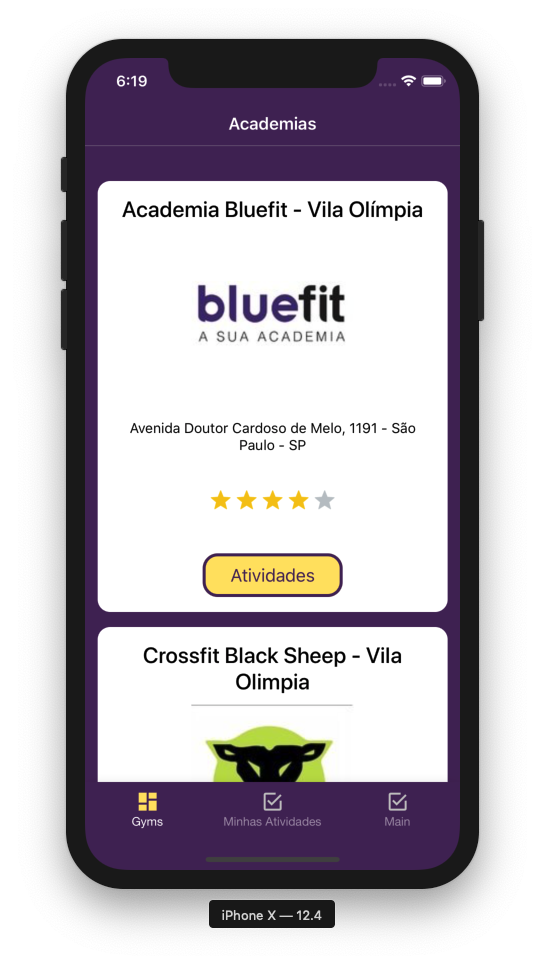 6:19
Academias
Academia Bluefit - Vila Olímpia
bluefit
A SUA ACADEMIA
Avenida Doutor Cardoso de Melo, 1191 - São
Paulo - SP
Atividades
Crossfit Black Sheep - Vila
Olimpia
Gyms
Minhas Atividades
Main
iPhone X — 12.4